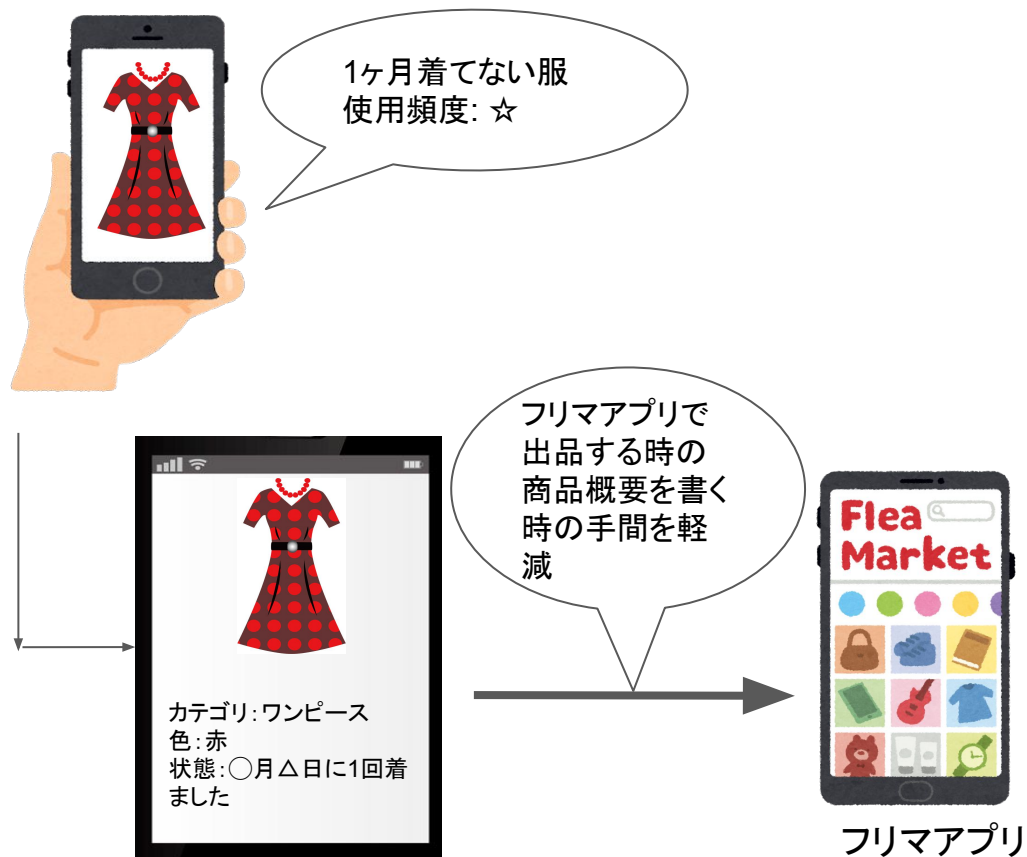 1ヶ月着てない服
使用頻度: ☆
フリマアプリで
出品する時の
商品概要を書く
時の手間を軽
減
Flea
Market
カテゴリ:ワンピース
色:赤
状態:◯月△日に1回着
ました
フリマアプリ